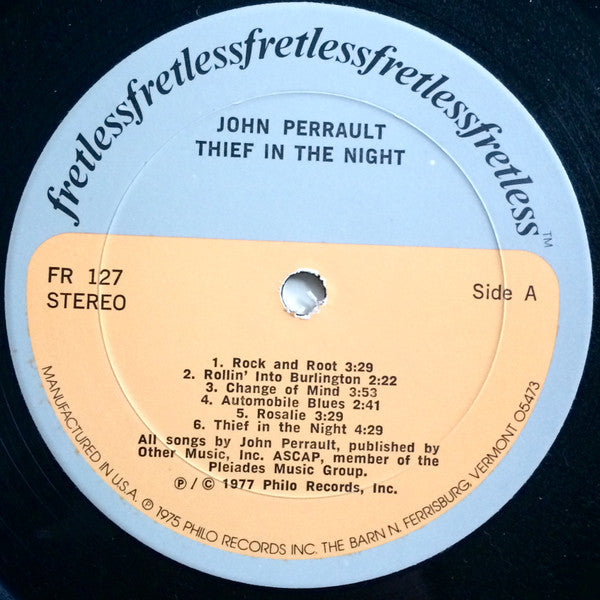 fretlessfretlessfretlessfretlessfretless™
JOHN PERRAULT
THIEF IN THE NIGHT
FR 127
STEREO
Side A
1. Rock and Root 3:29
2. Rollin' Into Burlington 2:22
3. Change of Mind 3:53
4. Automobile Blues 2:41
5. Rosalie 3:29
6. Thief in the Night 4:29
All songs by John Perrault, published by
Other Music, Inc. ASCAP, member of the
Pleiades Music Group.
℗/© 1977 Philo Records, Inc.
MANUFACTURED IN U.S.A. ℗ 1975 PHILO RECORDS INC. THE BARN N. FERRISBURG, VERMONT 05473